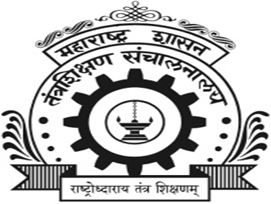 महाराष्ट्र शासन
तंत्रशिक्षण संचालनालय
राष्ट्रोध्दाराय तंत्र शिक्षणम्